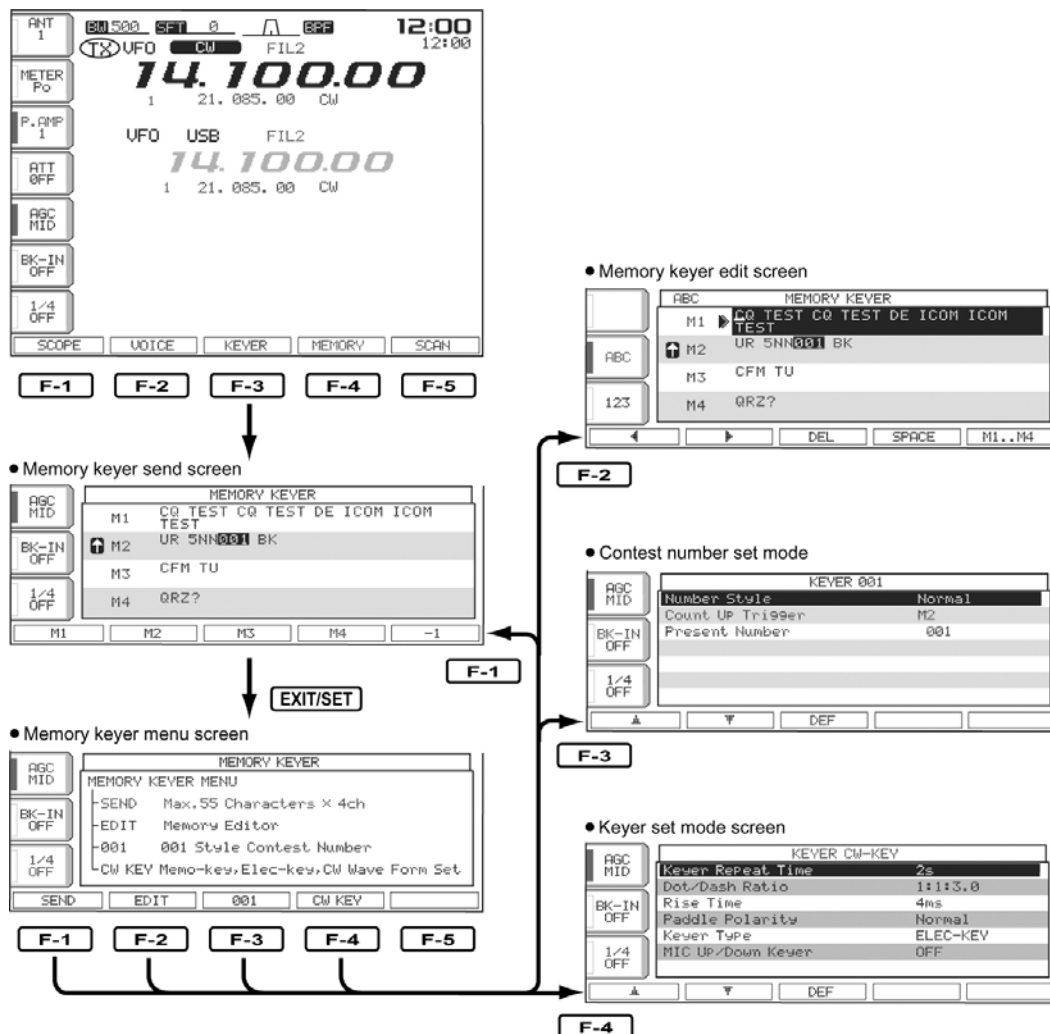 ANT
1
BW 500 SFT 0 BPF 12:00
TX VFO CW FIL2 12:00
METER
Po
14.100.00
1 21.085.00 CW
P.AMP
1
VFO USB FIL2
14.100.00
1 21.085.00 CW
ATT
OFF
AGC
MID
BK-IN
OFF
1/4
OFF
SCOPE VOICE KEYER MEMORY SCAN
F-1 F-2 F-3 F-4 F-5
• Memory keyer send screen
AGC
MID
BK-IN
OFF
1/4
OFF
MEMORY KEYER
M1 CQ TEST CQ TEST DE ICOM ICOM
TEST
M2 UR 5NN001 BK
M3 CFM TU
M4 QRZ?
M1 M2 M3 M4 -1
F-1
EXIT/SET
• Memory keyer menu screen
AGC
MID
BK-IN
OFF
1/4
OFF
MEMORY KEYER
MEMORY KEYER MENU
SEND Max.55 Characters × 4ch
EDIT Memory Editor
001 001 Style Contest Number
CW KEY Memo-key,Elec-key,CW Wave Form Set
SEND EDIT 001 CW KEY
F-1 F-2 F-3 F-4 F-5
• Memory keyer edit screen
ABC
123
ABC MEMORY KEYER
M1 CQ TEST CQ TEST DE ICOM ICOM
TEST
M2 UR 5NN001 BK
M3 CFM TU
M4 QRZ?
DEL SPACE M1..M4
F-2
• Contest number set mode
AGC
MID
BK-IN
OFF
1/4
OFF
KEYER 001
Number Style Normal
Count Up Trigger M2
Present Number 001
DEF
F-3
• Keyer set mode screen
AGC
MID
BK-IN
OFF
1/4
OFF
KEYER CW-KEY
Keyer Repeat Time 2s
Dot/Dash Ratio 1:1:3.0
Rise Time 4ms
Paddle Polarity Normal
Keyer Type ELEC-KEY
MIC Up/Down Keyer OFF
DEF
F-4